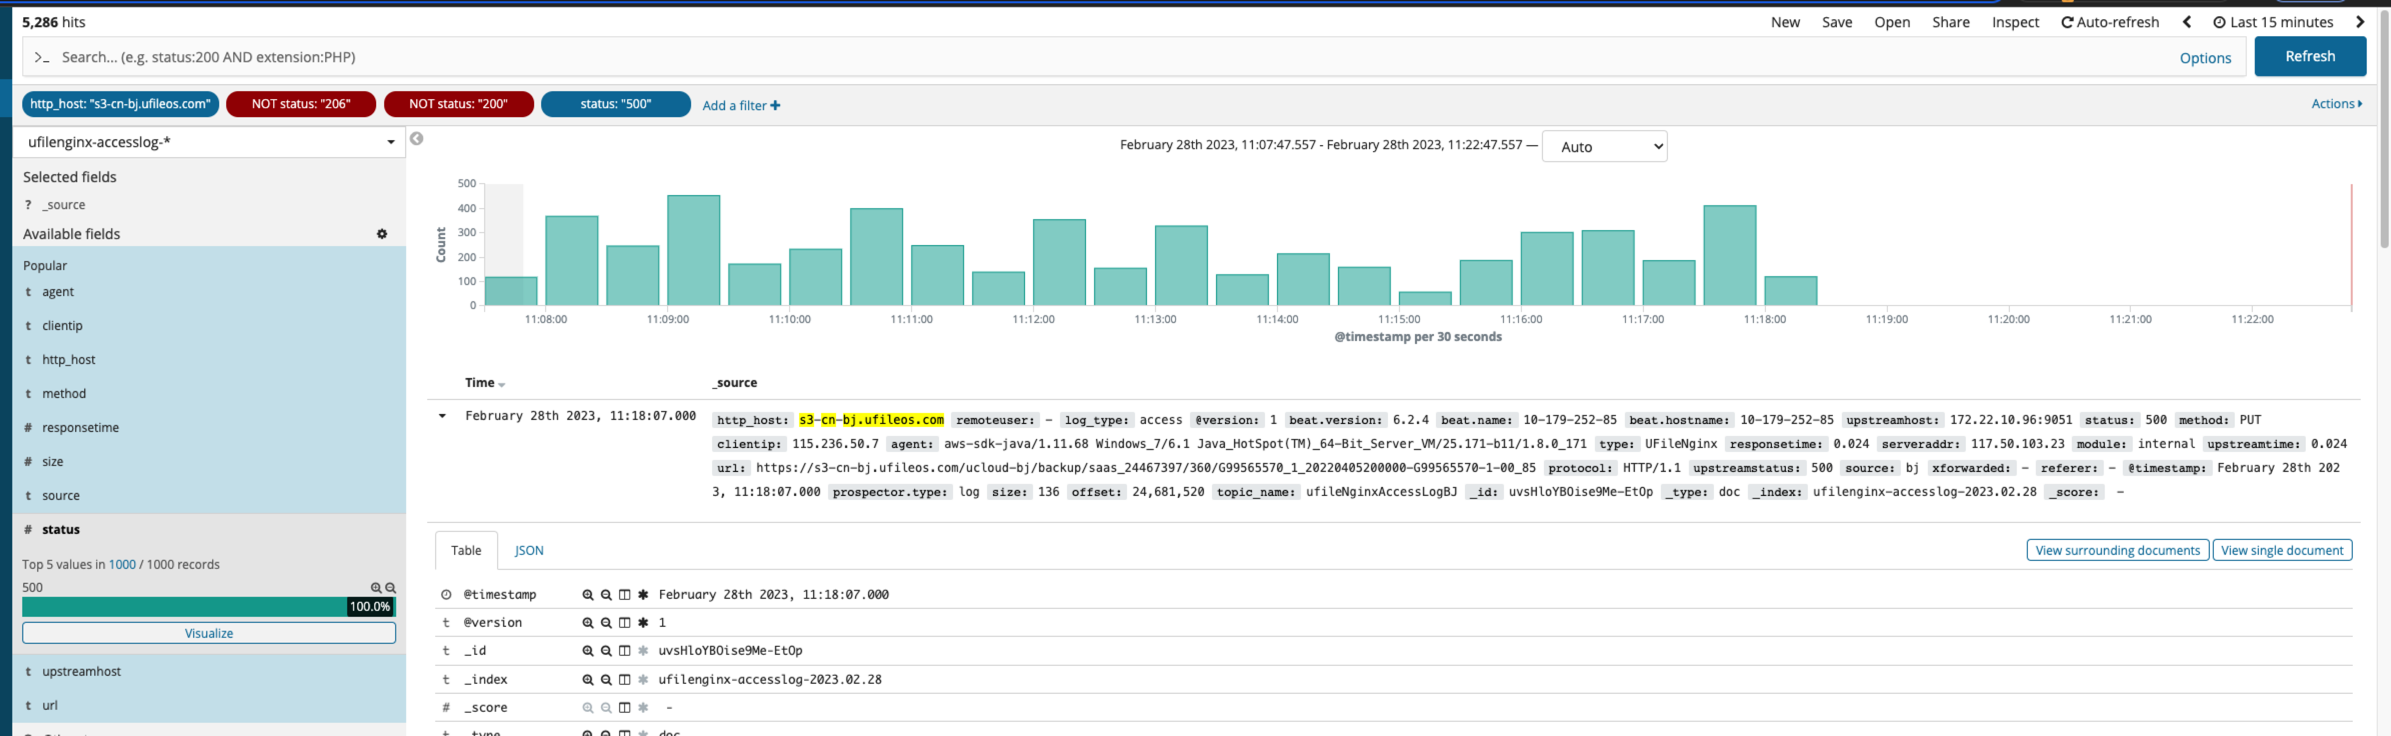 5,286 hits
New Save Open Share Inspect Auto-refresh Last 15 minutes
>_ Search... (e.g. status:200 AND extension:PHP) Options Refresh
http_host: "s3-cn-bj.ufileos.com" NOT status: "206" NOT status: "200" status: "500" Add a filter + Actions
ufilenginx-accesslog-*
Selected fields
? _source
Available fields
Popular
t agent
t clientip
t http_host
t method
# responsetime
# size
t source
# status
Top 5 values in 1000 / 1000 records
500
100.0%
Visualize
t upstreamhost
t url
February 28th 2023, 11:07:47.557 - February 28th 2023, 11:22:47.557 — Auto
Count
500
400
300
200
100
0
11:08:00 11:09:00 11:10:00 11:11:00 11:12:00 11:13:00 11:14:00 11:15:00 11:16:00 11:17:00 11:18:00 11:19:00 11:20:00 11:21:00 11:22:00
@timestamp per 30 seconds
Time _source
February 28th 2023, 11:18:07.000
http_host: s3-cn-bj.ufileos.com remoteuser: - log_type: access @version: 1 beat.version: 6.2.4 beat.name: 10-179-252-85 beat.hostname: 10-179-252-85 upstreamhost: 172.22.10.96:9051 status: 500 method: PUT
clientip: 115.236.50.7 agent: aws-sdk-java/1.11.68 Windows_7/6.1 Java_HotSpot(TM)_64-Bit_Server_VM/25.171-b11/1.8.0_171 type: UFileNginx responsetime: 0.024 serveraddr: 117.50.103.23 module: internal upstreamtime: 0.024
url: https://s3-cn-bj.ufileos.com/ucloud-bj/backup/saas_24467397/360/G99565570_1_20220405200000-G99565570-1-00_85 protocol: HTTP/1.1 upstreamstatus: 500 source: bj xforwarded: - referer: - @timestamp: February 28th 202
3, 11:18:07.000 prospector.type: log size: 136 offset: 24,681,520 topic_name: ufileNginxAccessLogBJ _id: uvsHloYBOise9Me-EtOp _type: doc _index: ufilenginx-accesslog-2023.02.28 _score: -
Table JSON View surrounding documents View single document
@timestamp February 28th 2023, 11:18:07.000
t @version 1
t _id uvsHloYBOise9Me-EtOp
t _index ufilenginx-accesslog-2023.02.28
# _score -
t _type doc